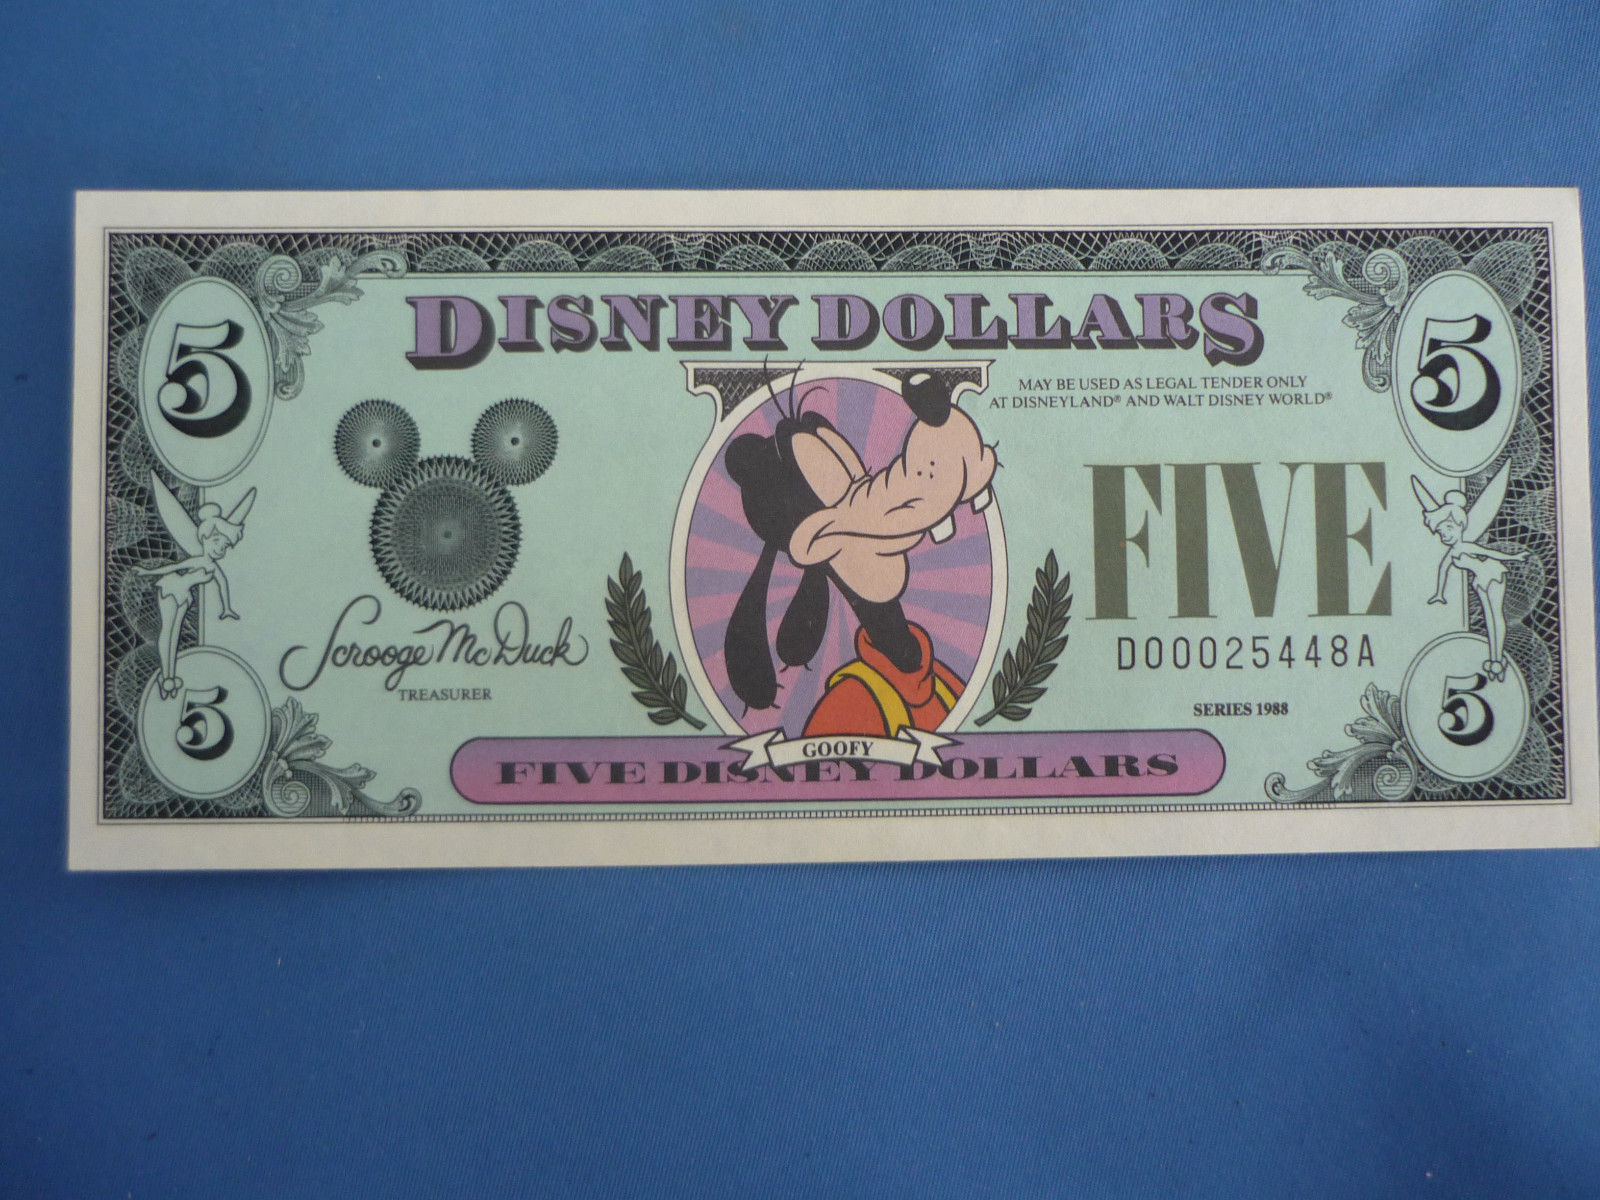 DISNEY DOLLARS
5
5
MAY BE USED AS LEGAL TENDER ONLY
AT DISNEYLAND® AND WALT DISNEY WORLD®
FIVE
D00025448A
Scrooge McDuck
TREASURER
SERIES 1988
5
5
GOOFY
FIVE DISNEY DOLLARS